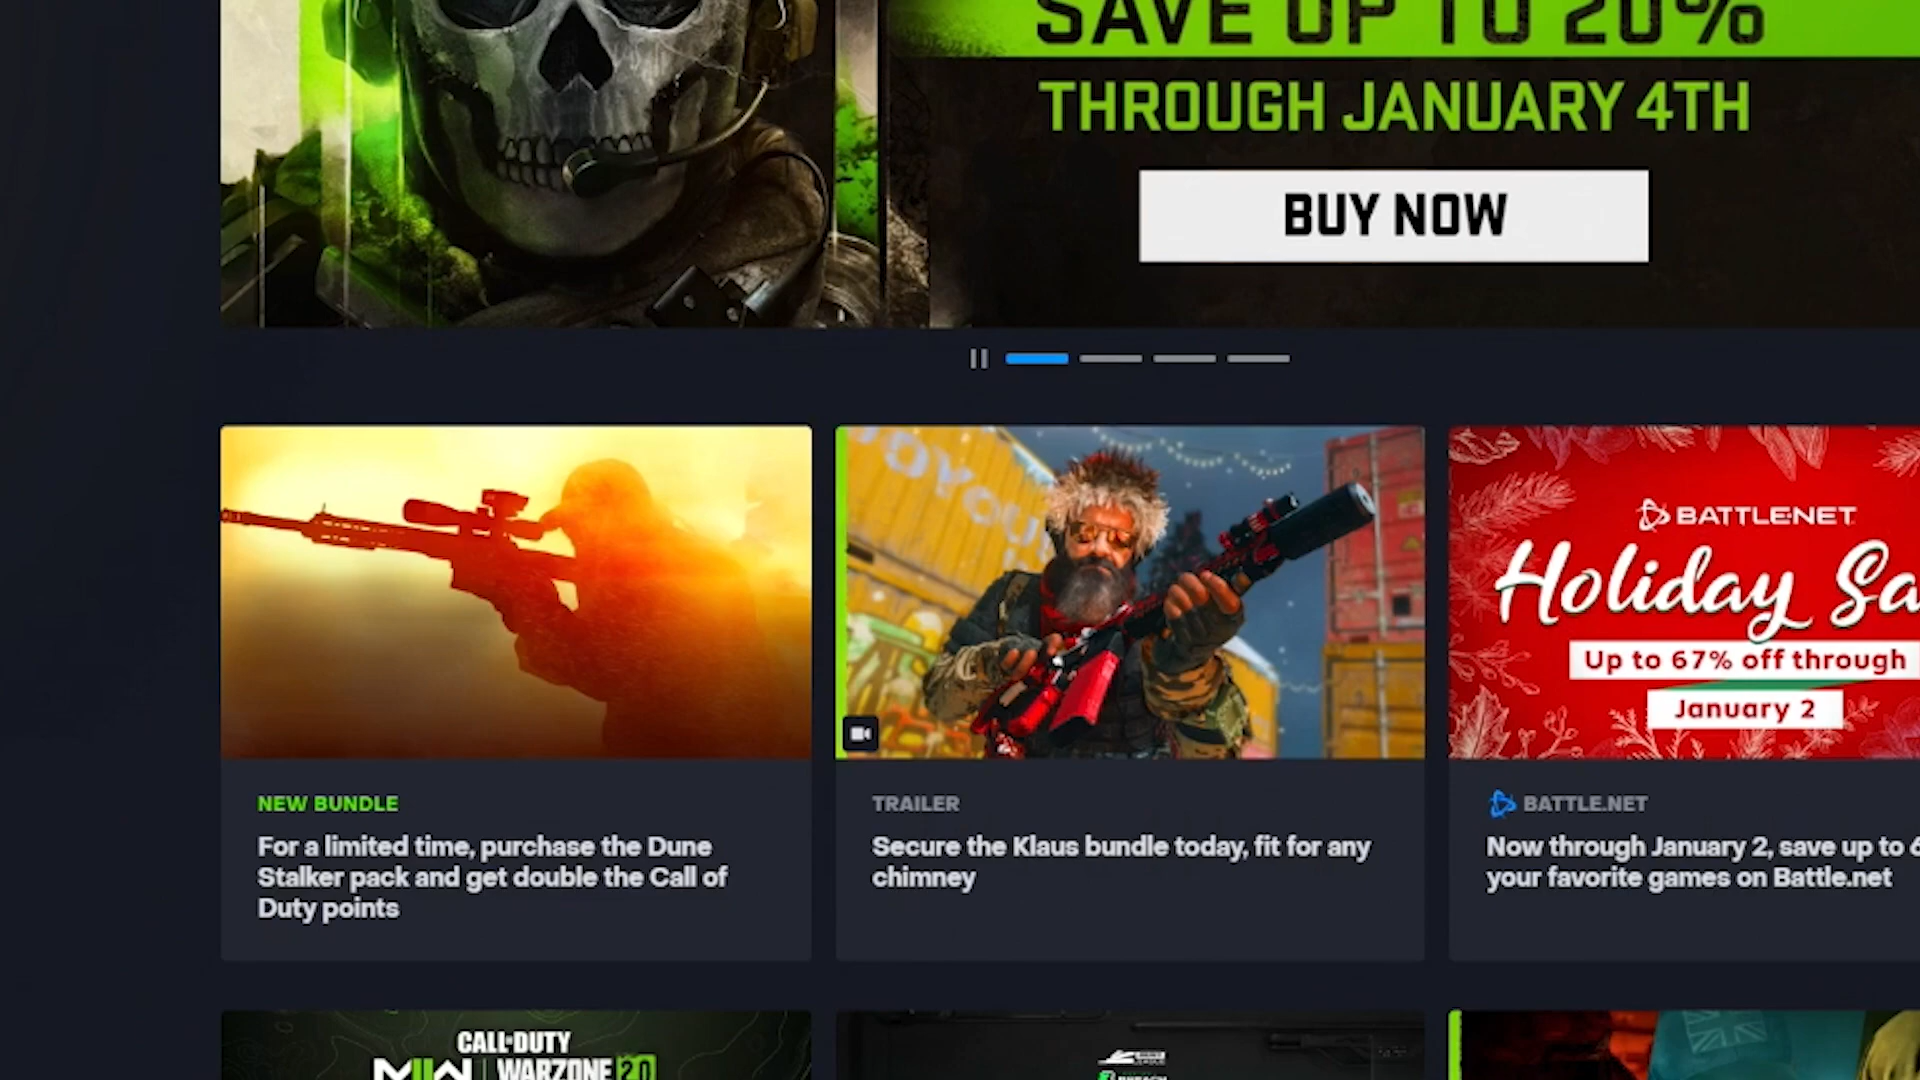 SAVE UP TO 20%
THROUGH JANUARY 4TH
BUY NOW
BATTLE.NET
Holiday Sa
Up to 67% off through
January 2
NEW BUNDLE
For a limited time, purchase the Dune
Stalker pack and get double the Call of
Duty points
TRAILER
Secure the Klaus bundle today, fit for any
chimney
BATTLE.NET
Now through January 2, save up to 6
your favorite games on Battle.net
CALL OF DUTY
MWII | WARZONE 2.0